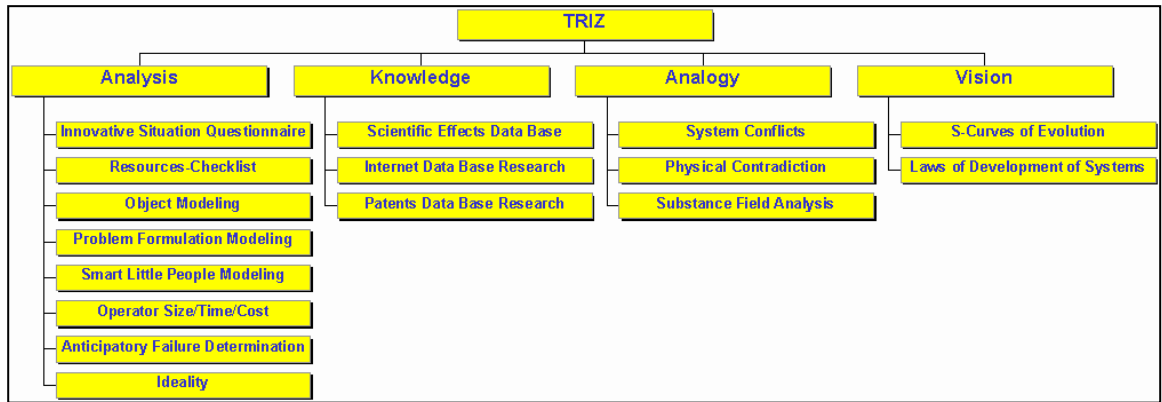 TRIZ
Analysis
Innovative Situation Questionnaire
Resources-Checklist
Object Modeling
Problem Formulation Modeling
Smart Little People Modeling
Operator Size/Time/Cost
Anticipatory Failure Determination
Ideality
Knowledge
Scientific Effects Data Base
Internet Data Base Research
Patents Data Base Research
Analogy
System Conflicts
Physical Contradiction
Substance Field Analysis
Vision
S-Curves of Evolution
Laws of Development of Systems